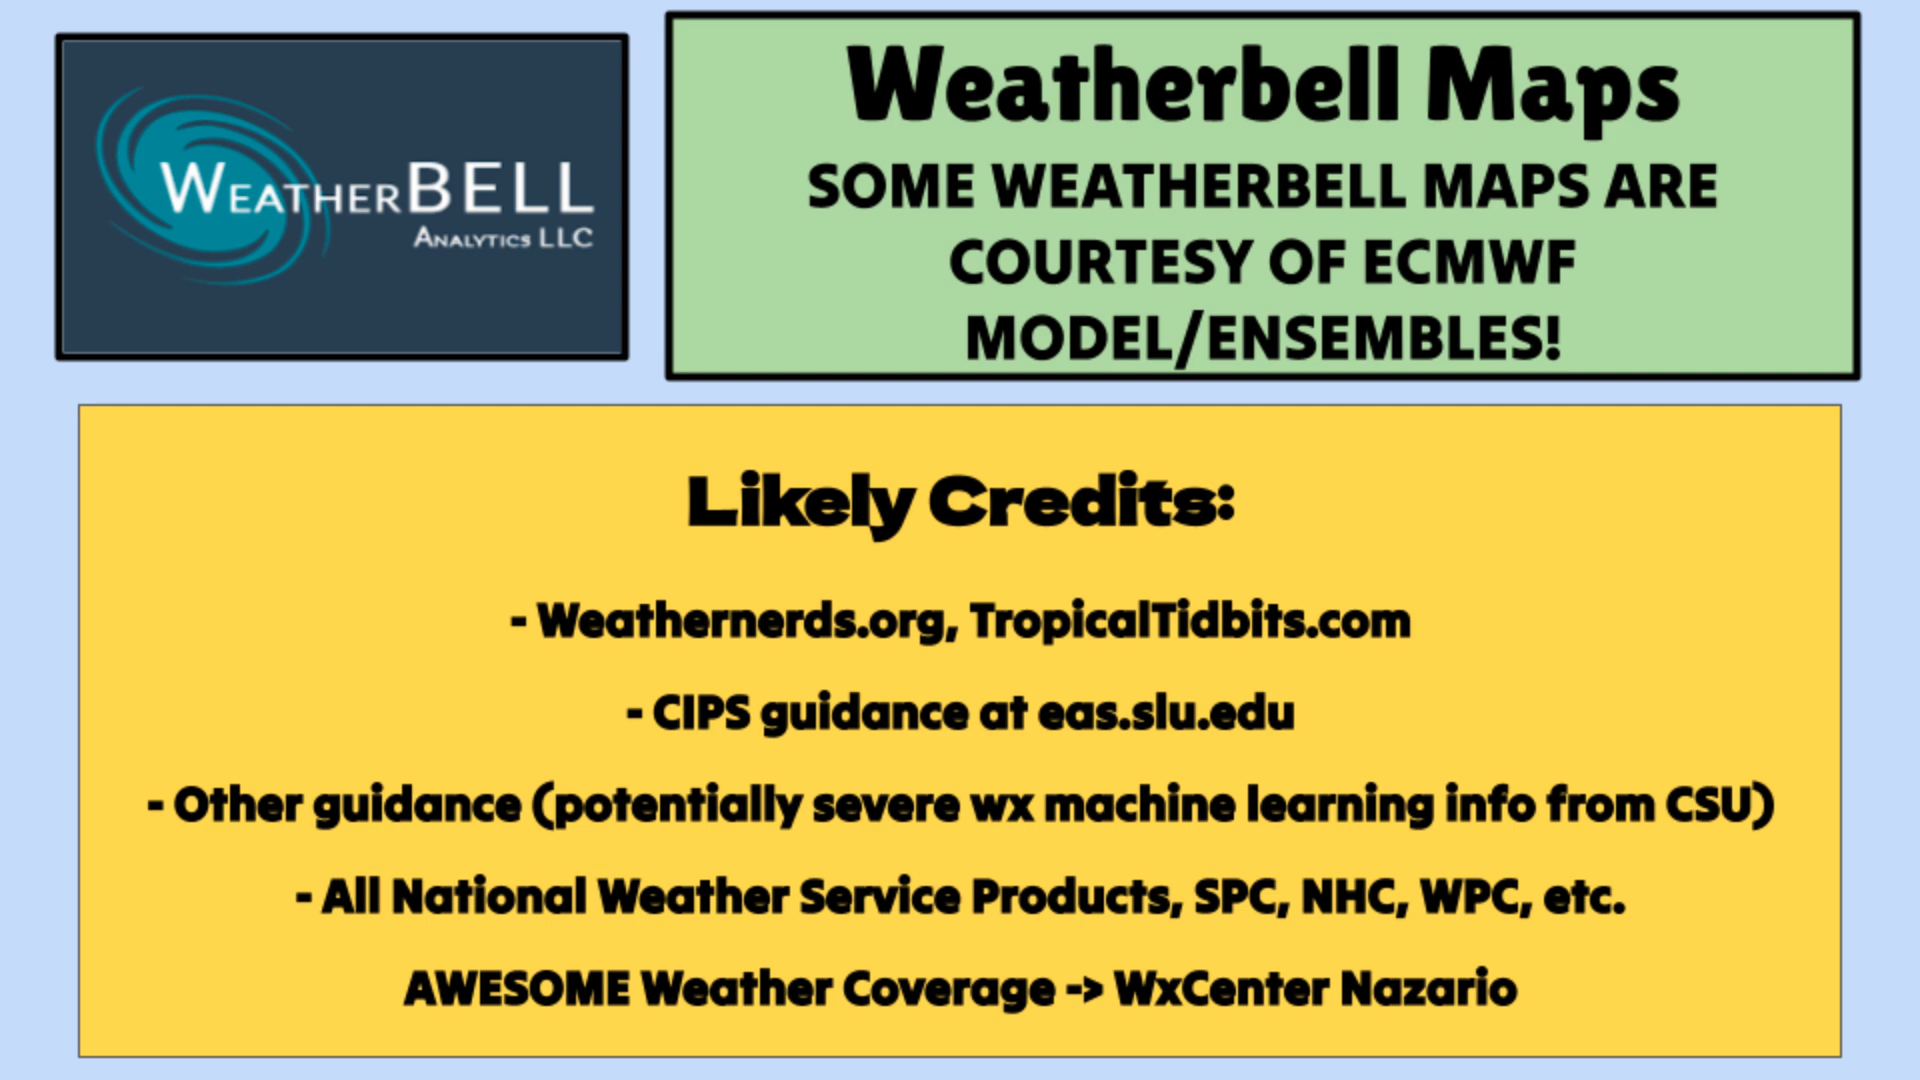 WEATHERBELL
ANALYTICS LLC
Weatherbell Maps
SOME WEATHERBELL MAPS ARE
COURTESY OF ECMWF
MODEL/ENSEMBLES!
Likely Credits:
- Weathernerds.org, TropicalTidbits.com
- CIPS guidance at eas.slu.edu
- Other guidance (potentially severe wx machine learning info from CSU)
- All National Weather Service Products, SPC, NHC, WPC, etc.
AWESOME Weather Coverage -> WxCenter Nazario